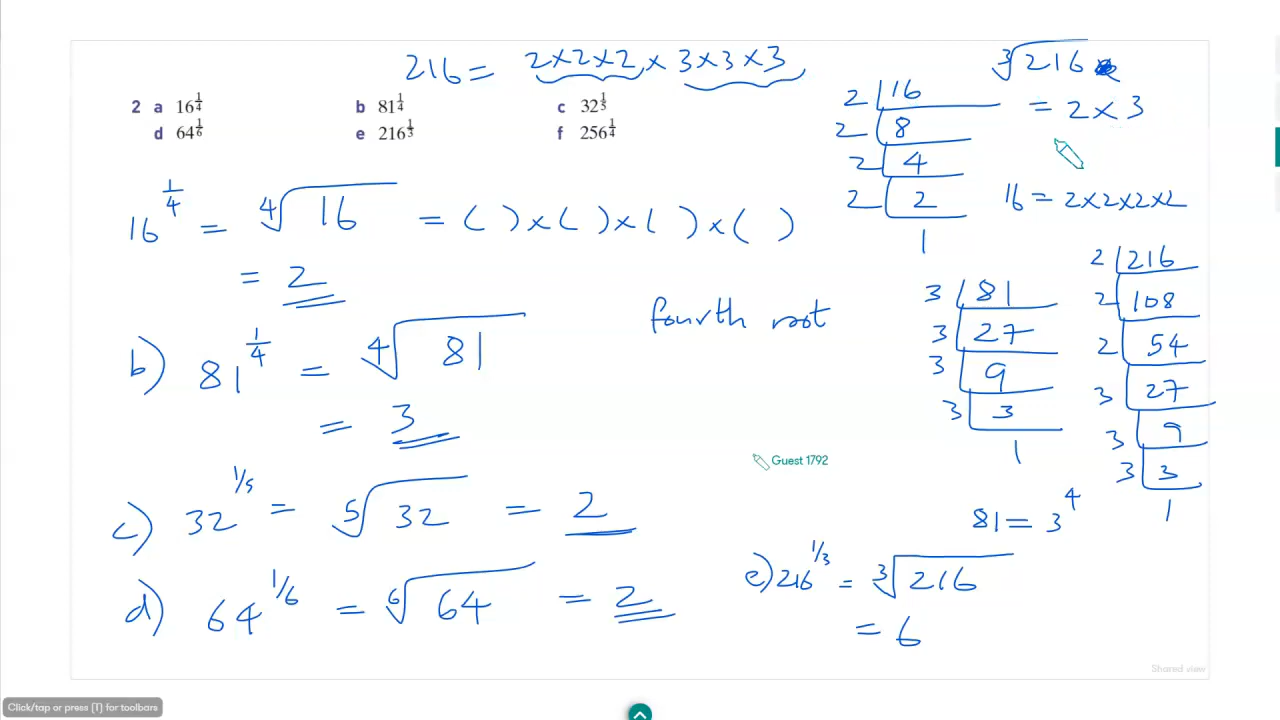 216 = 2×2×2 × 3×3×3
∛216
= 2 × 3
2 a 16^(1/4) b 81^(1/4) c 32^(1/5)
d 64^(1/6) e 216^(1/3) f 256^(1/4)
2 | 16
2 | 8
2 | 4
2 | 2
1
16 = 2×2×2×2
16^(1/4) = ⁴√16 = ( ) × ( ) × ( ) × ( )
= 2
fourth root
b) 81^(1/4) = ⁴√81
= 3
3 | 81
3 | 27
3 | 9
3 | 3
1
81 = 3^4
2 | 216
2 | 108
2 | 54
3 | 27
3 | 9
3 | 3
1
Guest 1792
c) 32^(1/5) = ⁵√32 = 2
d) 64^(1/6) = ⁶√64 = 2
e) 216^(1/3) = ³√216
= 6
Shared view
Click/tap or press (T) for toolbars